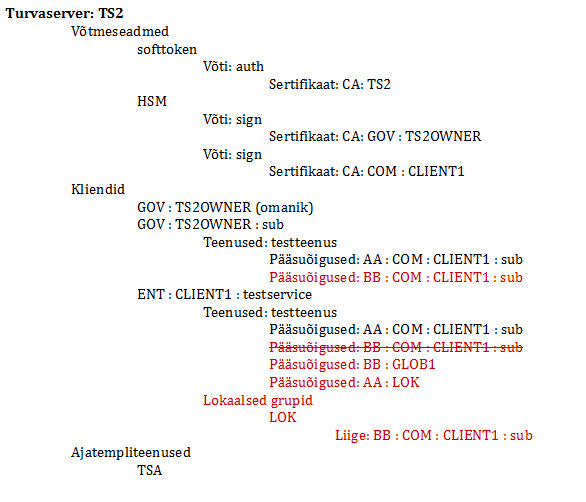 Turvaserver: TS2
Võtmeseadmed
softtoken
Võti: auth
Sertifikaat: CA: TS2
HSM
Võti: sign
Sertifikaat: CA: GOV : TS2OWNER
Võti: sign
Sertifikaat: CA: COM : CLIENT1
Kliendid
GOV : TS2OWNER (omanik)
GOV : TS2OWNER : sub
Teenused: testteenus
Pääsuõigused: AA : COM : CLIENT1 : sub
Pääsuõigused: BB : COM : CLIENT1 : sub
ENT : CLIENT1 : testservice
Teenused: testteenus
Pääsuõigused: AA : COM : CLIENT1 : sub
Pääsuõigused: BB : COM : CLIENT1 : sub
Pääsuõigused: BB : GLOB1
Pääsuõigused: AA : LOK
Lokaalsed grupid
LOK
Liige: BB : COM : CLIENT1 : sub
Ajatempliteenused
TSA